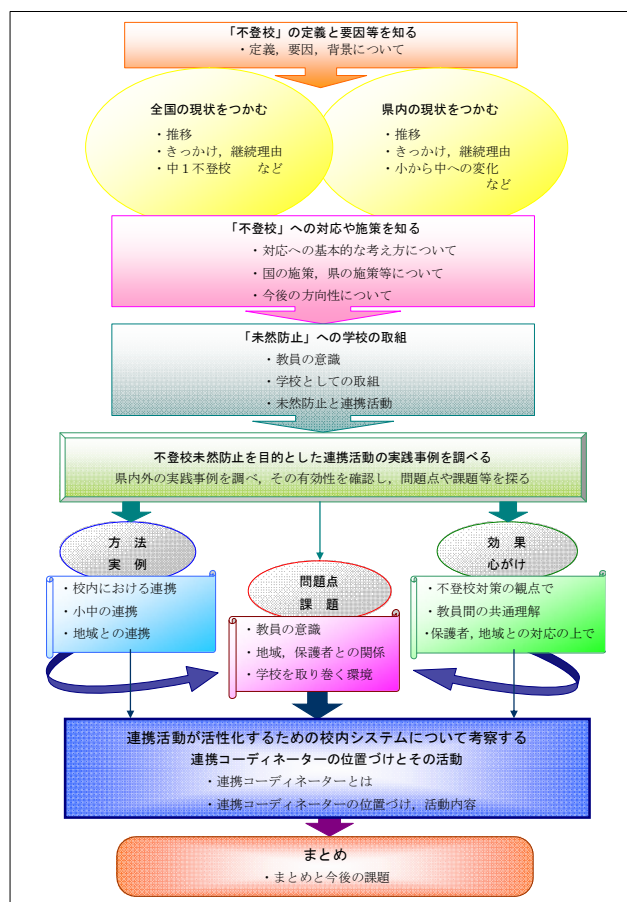 「不登校」の定義と要因等を知る
・定義，要因，背景について
全国の現状をつかむ
・推移
・きっかけ，継続理由
・中１不登校　など
県内の現状をつかむ
・推移
・きっかけ，継続理由
・小から中への変化
など
「不登校」への対応や施策を知る
・対応への基本的な考え方について
・国の施策，県の施策等について
・今後の方向性について
「未然防止」への学校の取組
・教員の意識
・学校としての取組
・未然防止と連携活動
不登校未然防止を目的とした連携活動の実践事例を調べる
県内外の実践事例を調べ，その有効性を確認し，問題点や課題等を探る
方　法
実　例
・校内における連携
・小中の連携
・地域との連携
問題点
課　題
・教員の意識
・地域，保護者との関係
・学校を取り巻く環境
効　果
心がけ
・不登校対策の観点で
・教員間の共通理解
・保護者，地域との対応の上で
連携活動が活性化するための校内システムについて考察する
連携コーディネーターの位置づけとその活動
・連携コーディネーターとは
・連携コーディネーターの位置づけ，活動内容
まとめ
・まとめと今後の課題